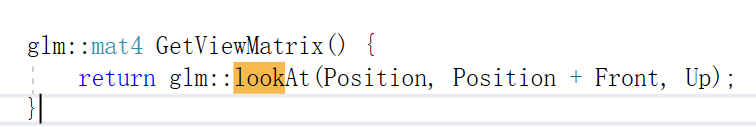 glm::mat4 GetViewMatrix() {
    return glm::lookAt(Position, Position + Front, Up);
}